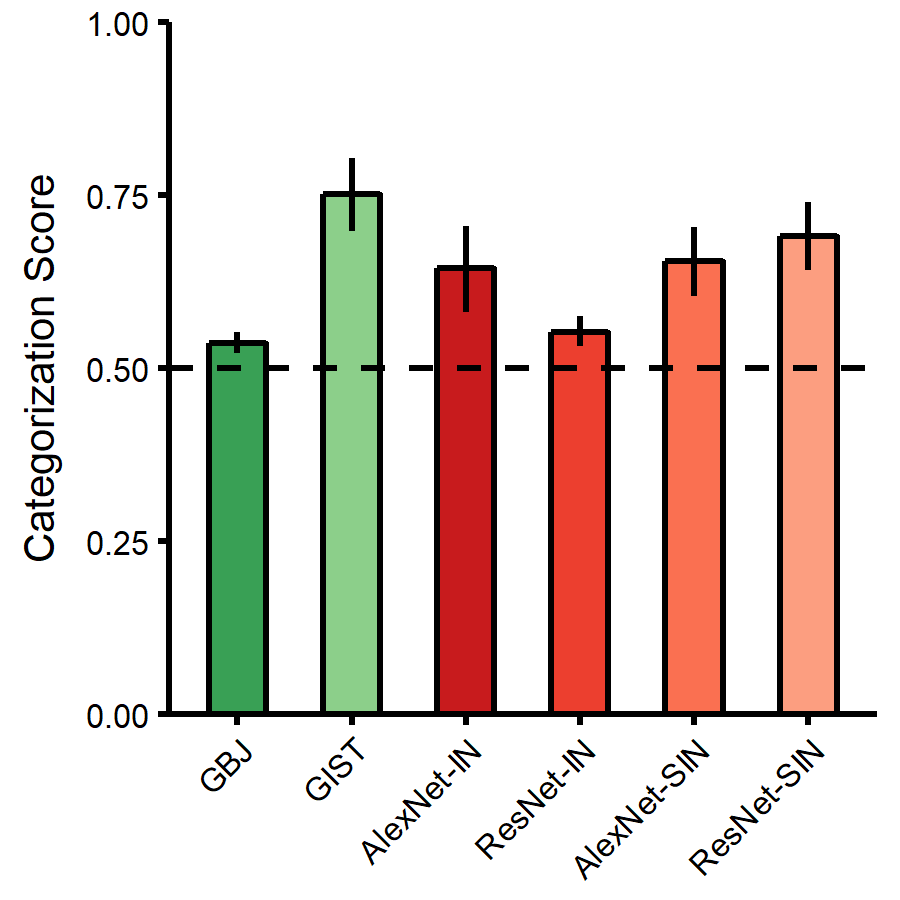 Categorization Score
1.00
0.75
0.50
0.25
0.00
GBJ
GIST
AlexNet-IN
ResNet-IN
AlexNet-SIN
ResNet-SIN